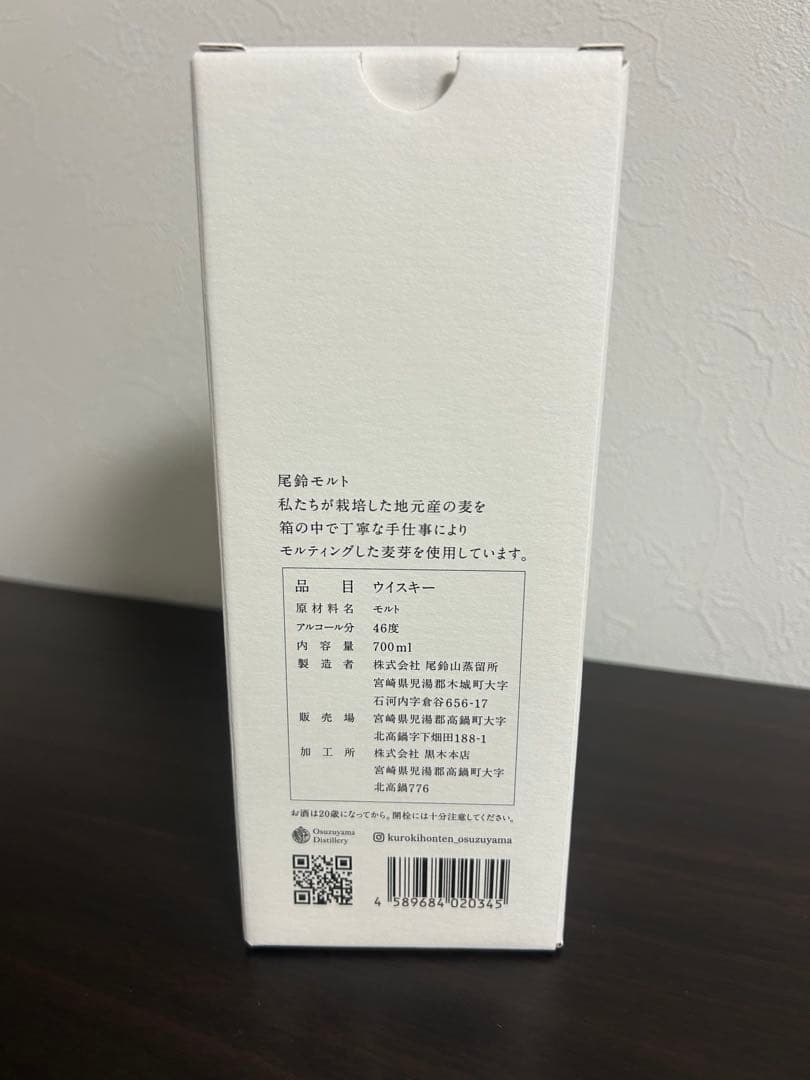 尾鈴モルト
私たちが栽培した地元産の麦を
箱の中で丁寧な手仕事により
モルティングした麦芽を使用しています。
品目 ウイスキー
原材料名 モルト
アルコール分 46度
内容量 700ml
製造者 株式会社 尾鈴山蒸留所
宮崎県児湯郡木城町大字
石河内字倉谷656-17
販売場 宮崎県児湯郡高鍋町大字
北高鍋字下畑田188-1
加工所 株式会社 黒木本店
宮崎県児湯郡高鍋町大字
北高鍋776
お酒は20歳になってから。開栓には十分注意してください。
Osuzuyama
Distillery
kurokihonten_osuzuyama
4 589684 020345